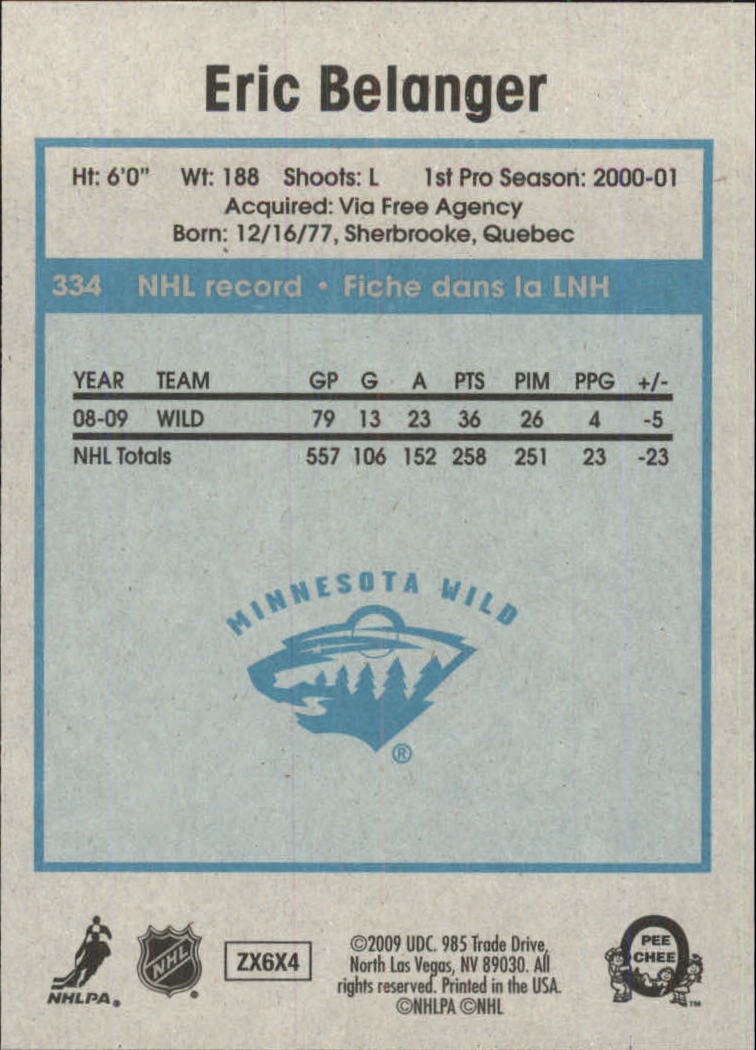 Eric Belanger
Ht: 6'0" Wt: 188 Shoots: L 1st Pro Season: 2000-01
Acquired: Via Free Agency
Born: 12/16/77, Sherbrooke, Quebec
334 NHL record • Fiche dans la LNH
YEAR TEAM GP G A PTS PIM PPG +/-
08-09 WILD 79 13 23 36 26 4 -5
NHL Totals 557 106 152 258 251 23 -23
MINNESOTA WILD
®
NHLPA®
NHL®
ZX6X4
©2009 UDC. 985 Trade Drive,
North Las Vegas, NV 89030. All
rights reserved. Printed in the USA.
©NHLPA ©NHL
O
PEE
CHEE
™